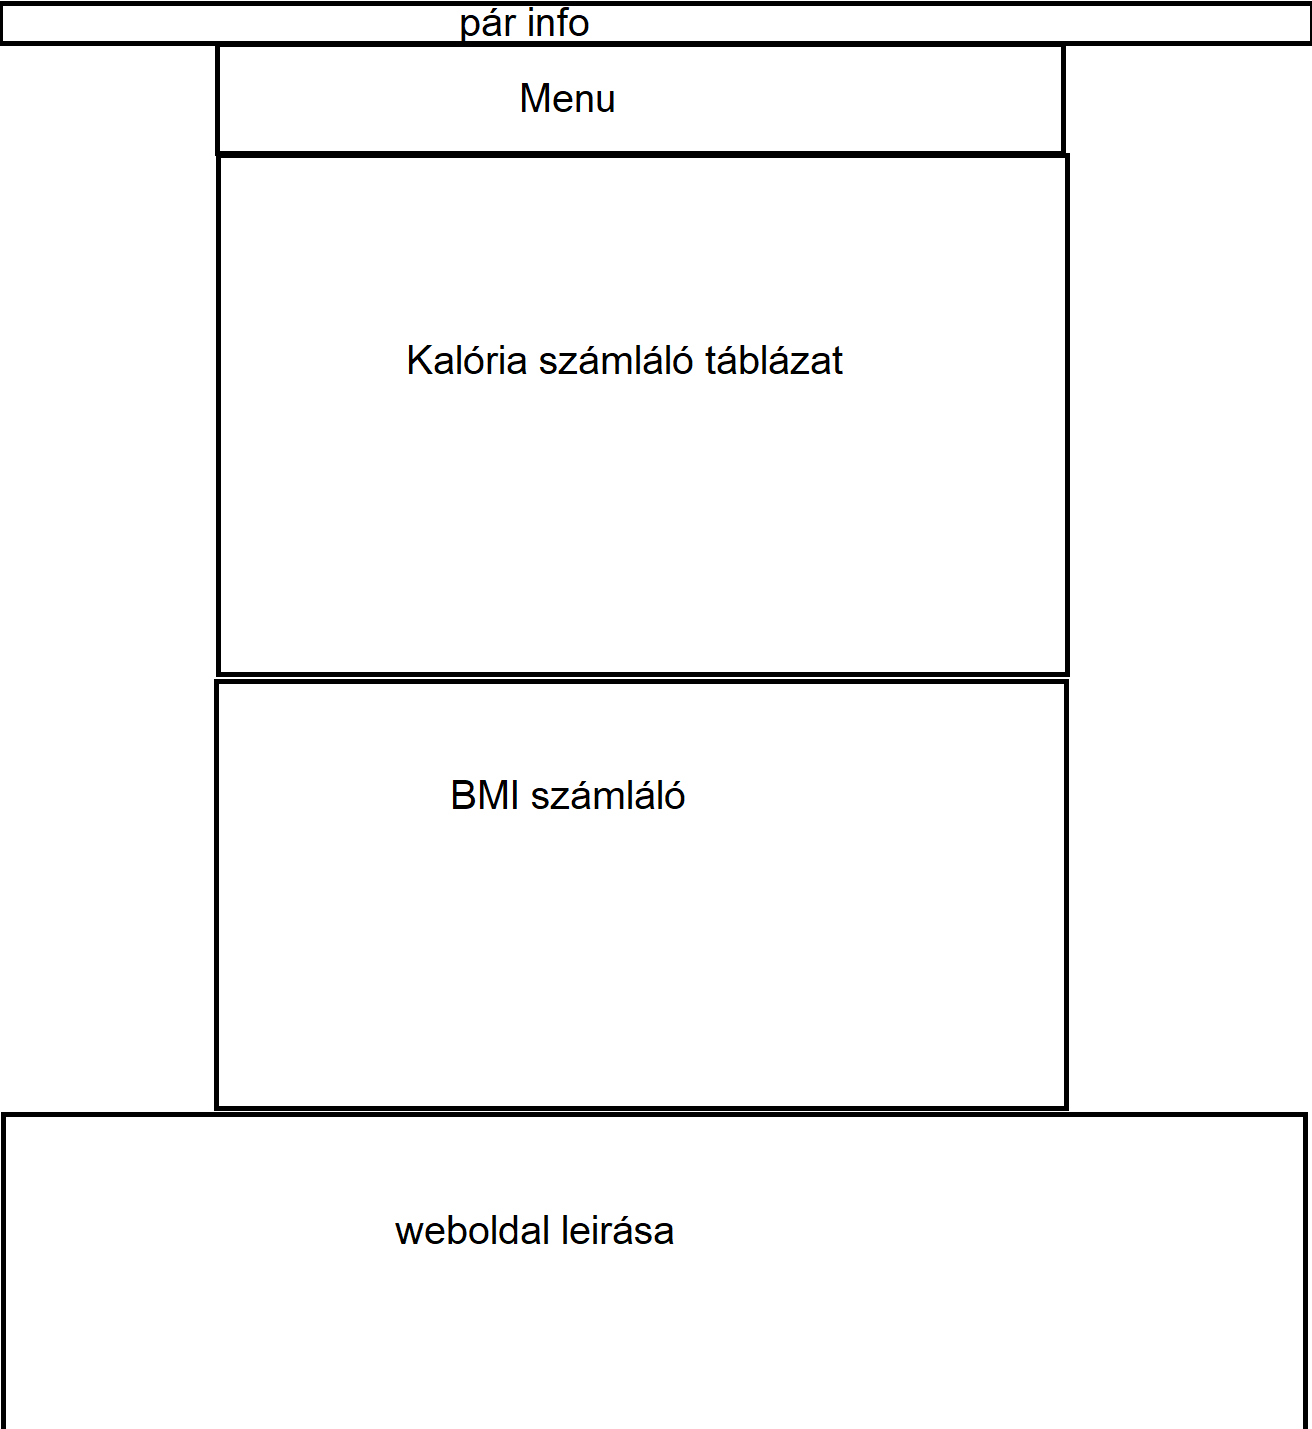 pár info
Menu
Kalória számláló táblázat
BMI számláló
weboldal leirása